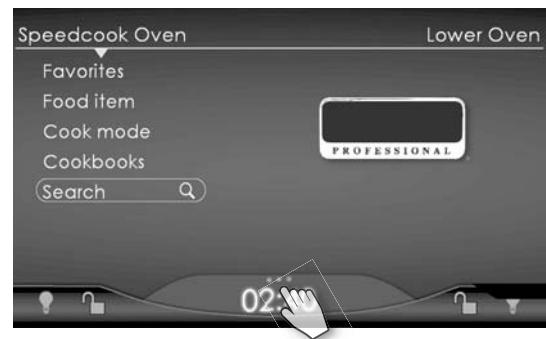 Speedcook Oven Lower Oven
Favorites
Food item
Cook mode
Cookbooks
Search
PROFESSIONAL